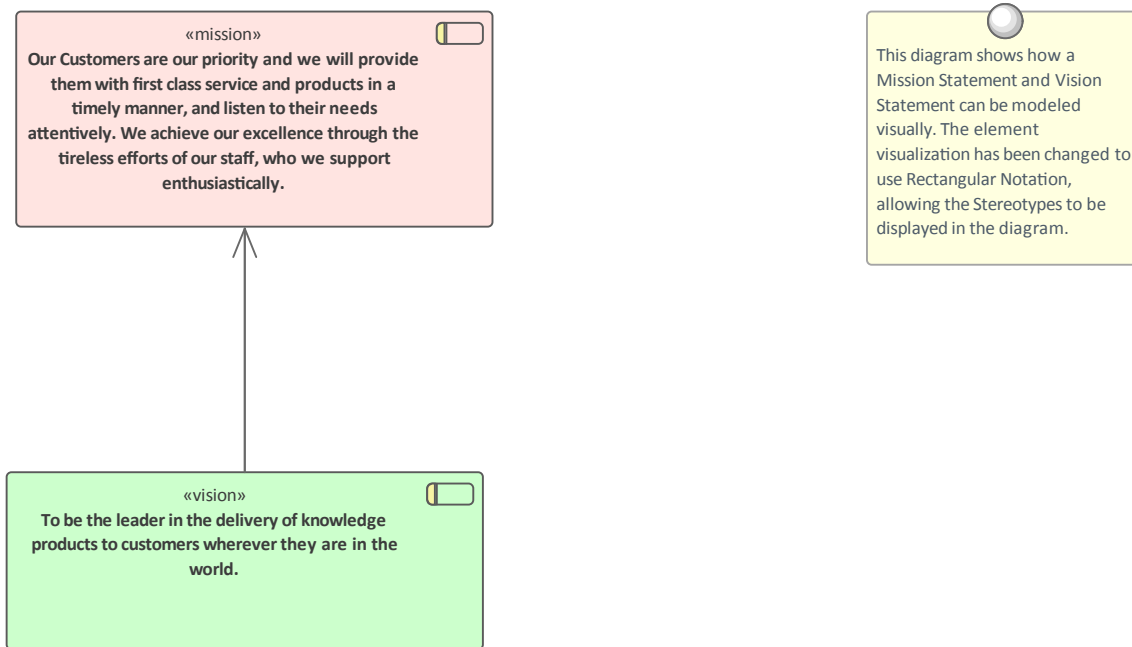 «mission»
Our Customers are our priority and we will provide
them with first class service and products in a
timely manner, and listen to their needs
attentively. We achieve our excellence through the
tireless efforts of our staff, who we support
enthusiastically.
This diagram shows how a
Mission Statement and Vision
Statement can be modeled
visually. The element
visualization has been changed to
use Rectangular Notation,
allowing the Stereotypes to be
displayed in the diagram.
«vision»
To be the leader in the delivery of knowledge
products to customers wherever they are in the
world.